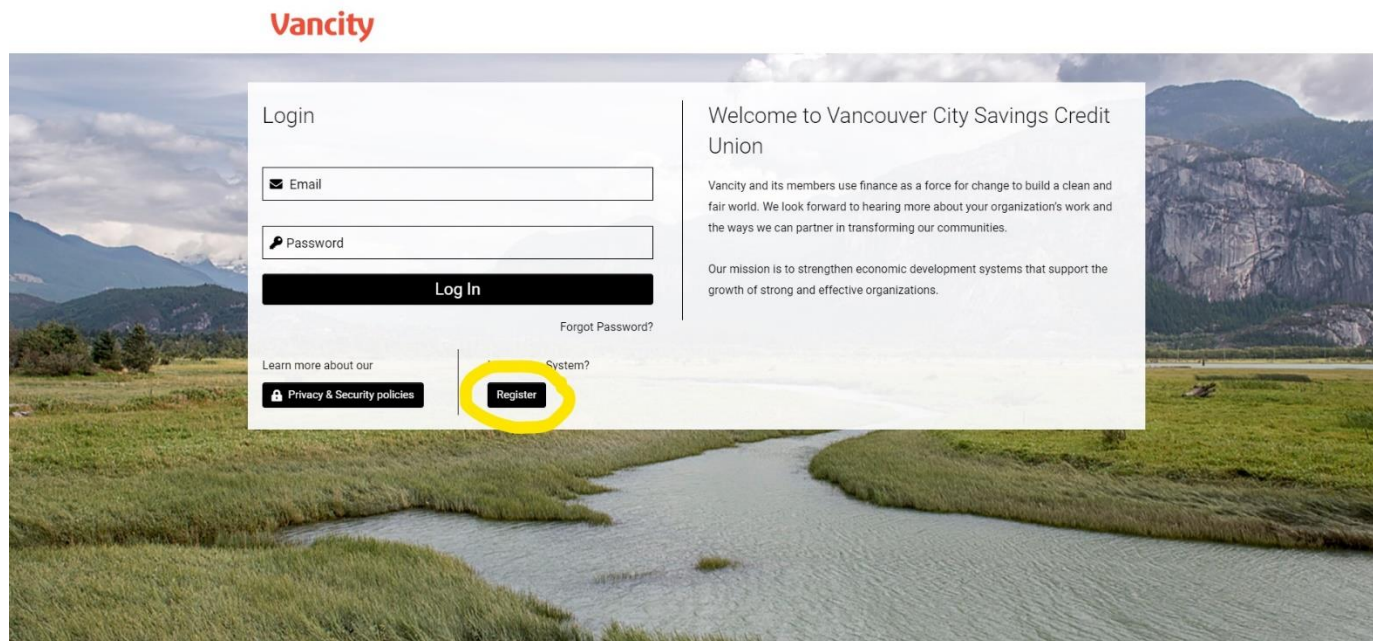 Vancity
Login
Email
Password
Log In
Forgot Password?
Learn more about our
Privacy & Security policies
System?
Register
Welcome to Vancouver City Savings Credit
Union
Vancity and its members use finance as a force for change to build a clean and
fair world. We look forward to hearing more about your organization's work and
the ways we can partner in transforming our communities.
Our mission is to strengthen economic development systems that support the
growth of strong and effective organizations.